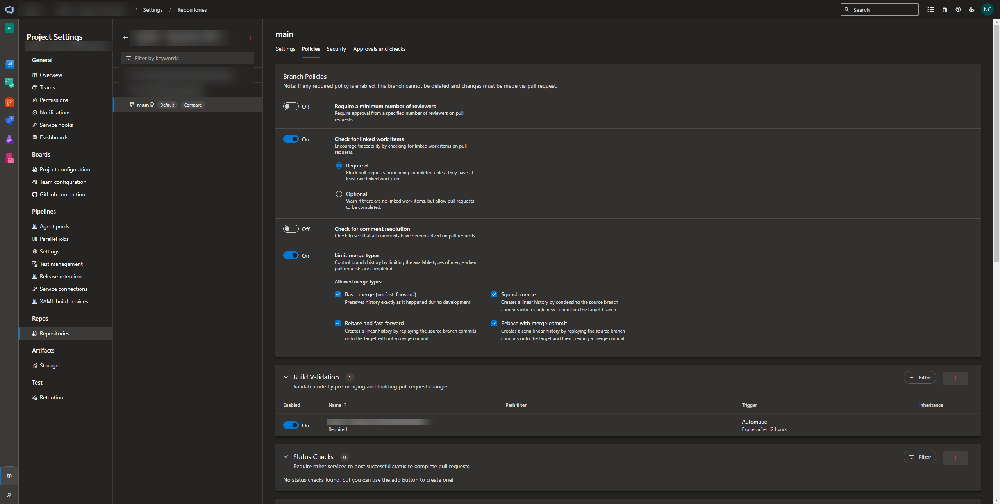 / Settings / Repositories
Search
NC
AI
Project Settings
General
Overview
Teams
Permissions
Notifications
Service hooks
Dashboards
Boards
Project configuration
Team configuration
GitHub connections
Pipelines
Agent pools
Parallel jobs
Settings
Test management
Release retention
Service connections
XAML build services
Repos
Repositories
Artifacts
Storage
Test
Retention
Filter by keywords
main Default Compare
main
Settings Policies Security Approvals and checks
Branch Policies
Note: If any required policy is enabled, this branch cannot be deleted and changes must be made via pull request.
Off
Require a minimum number of reviewers
Require approval from a specified number of reviewers on pull
requests.
On
Check for linked work items
Encourage traceability by checking for linked work items on pull
requests.
Required
Block pull requests from being completed unless they have at
least one linked work item.
Optional
Warn if there are no linked work items, but allow pull requests
to be completed.
Off
Check for comment resolution
Check to see that all comments have been resolved on pull requests.
On
Limit merge types
Control branch history by limiting the available types of merge when
pull requests are completed.
Allowed merge types:
Basic merge (no fast-forward)
Preserves history exactly as it happened during development
Squash merge
Creates a linear history by condensing the source branch
commits into a single new commit on the target branch
Rebase and fast-forward
Creates a linear history by replaying the source branch commits
onto the target without a merge commit
Rebase with merge commit
Creates a semi-linear history by replaying the source branch
commits onto the target and then creating a merge commit
Build Validation 1
Validate code by pre-merging and building pull request changes.
Filter
Enabled Name Path filter Trigger Inheritance
On
Required
Automatic
Expires after 12 hours
Status Checks 0
Require other services to post successful status to complete pull requests.
Filter
No status checks found, but you can use the add button to create one!